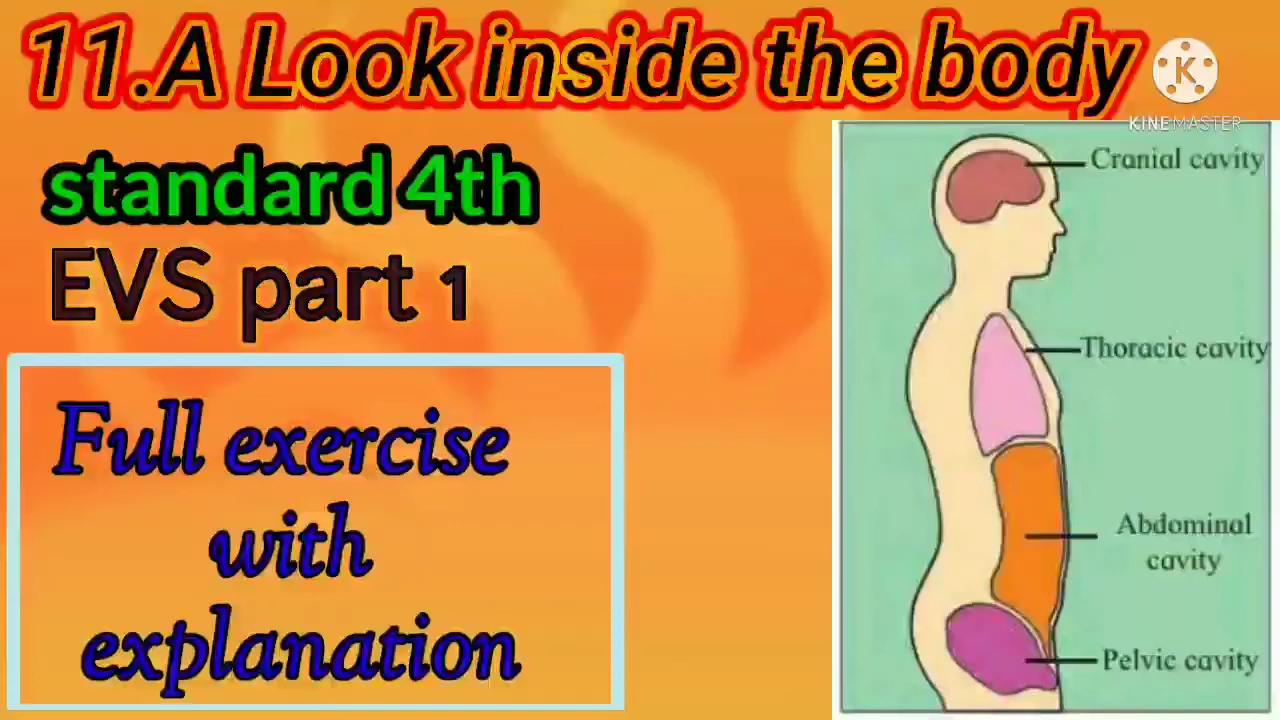 11.A Look inside the body
K
KINEMASTER
standard 4th
EVS part 1
Full exercise
with
explanation
Cranial cavity
Thoracic cavity
Abdominal
cavity
Pelvic cavity